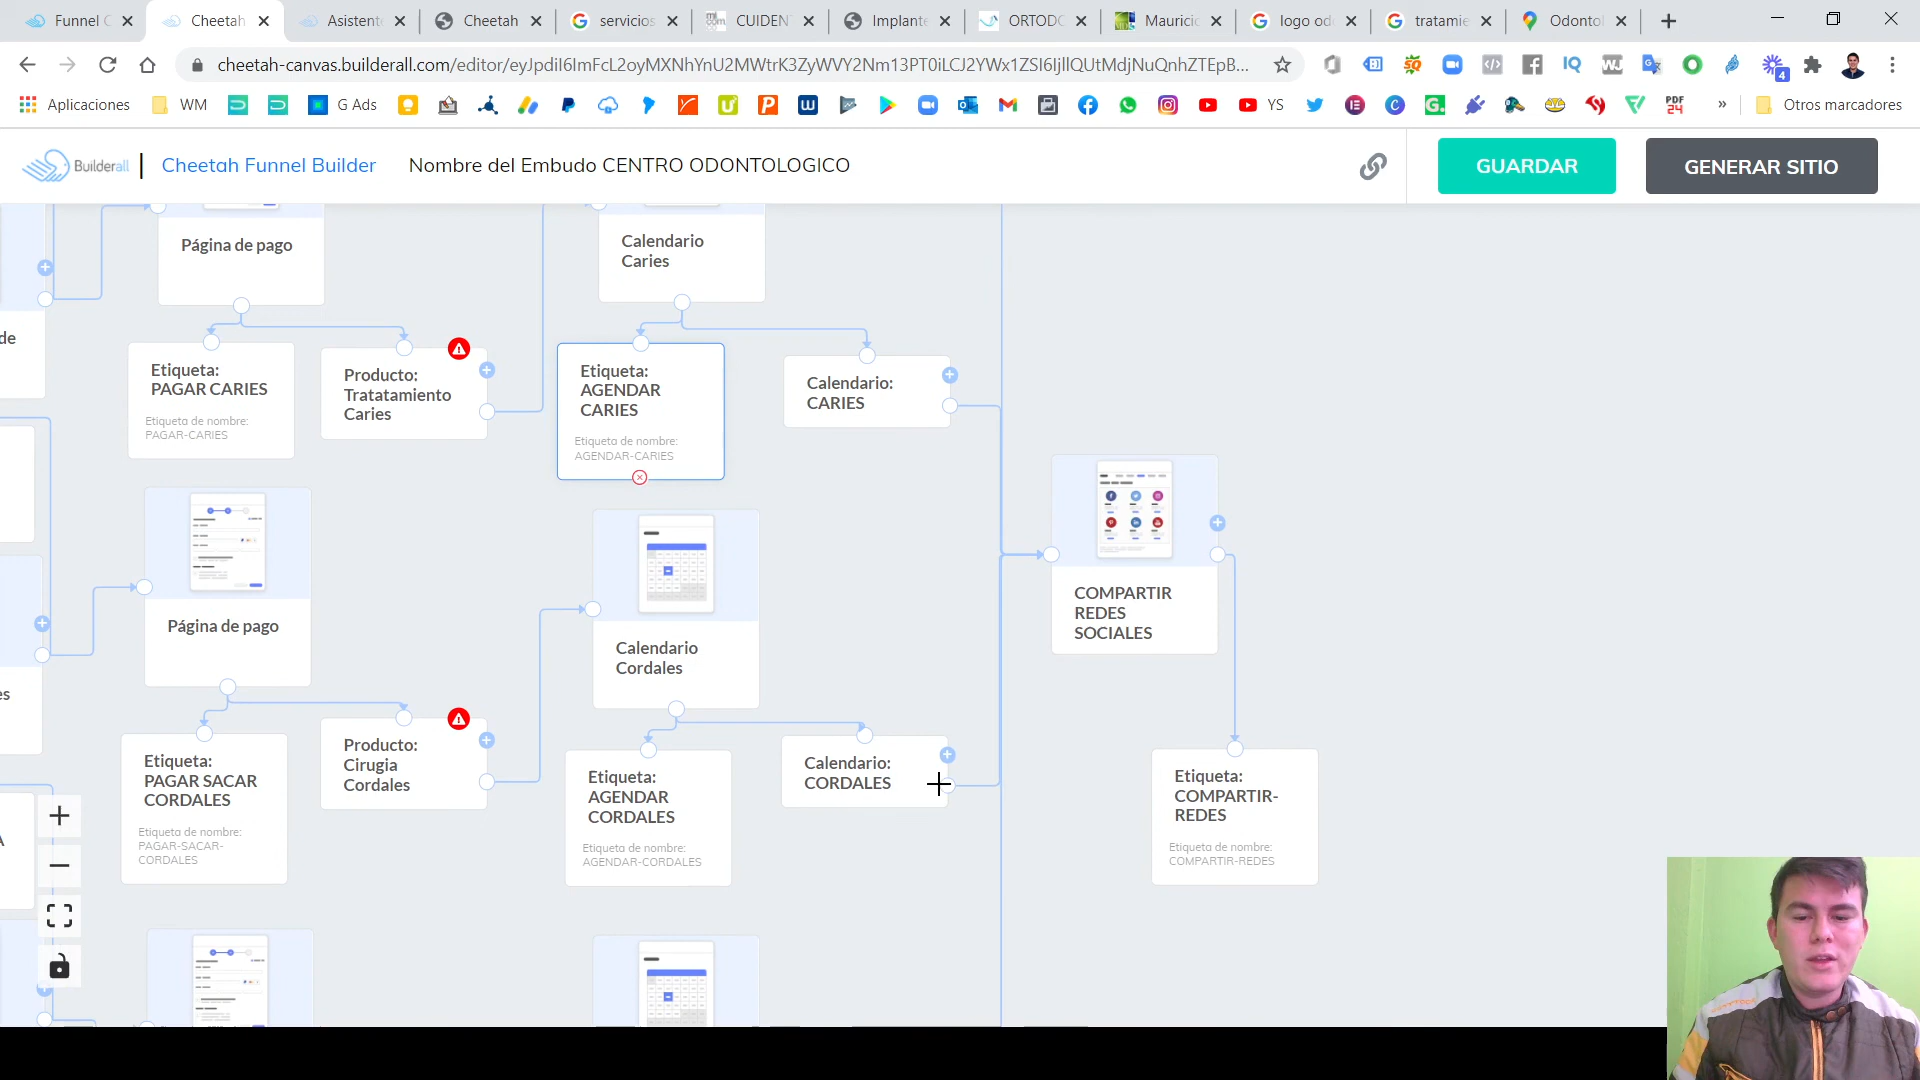 Funnel C
Cheetah
Asistent
Cheetah
servicios
CUIDEN
Implante
ORTODO
Maurici
logo od
tratamie
Odontol
cheetah-canvas.builderall.com/editor/eyJpdiI6ImFcL2oyMXNhYnU2MWtrK3ZyWVY2Nm13PT0iLCJ2YWx1ZSI6IjllQUtMdjNuQnhZTEpB...
Aplicaciones
WM
G Ads
YS
Otros marcadores
Builderall
Cheetah Funnel Builder
Nombre del Embudo CENTRO ODONTOLOGICO
GUARDAR
GENERAR SITIO
Página de pago
Calendario
Caries
de
Etiqueta:
PAGAR CARIES
Etiqueta de nombre:
PAGAR-CARIES
Producto:
Tratatamiento
Caries
Etiqueta:
AGENDAR
CARIES
Etiqueta de nombre:
AGENDAR-CARIES
Calendario:
CARIES
COMPARTIR
REDES
SOCIALES
Página de pago
Calendario
Cordales
es
Etiqueta:
PAGAR SACAR
CORDALES
Etiqueta de nombre:
PAGAR-SACAR-
CORDALES
Producto:
Cirugia
Cordales
Etiqueta:
AGENDAR
CORDALES
Etiqueta de nombre:
AGENDAR-CORDALES
Calendario:
CORDALES
Etiqueta:
COMPARTIR-
REDES
Etiqueta de nombre:
COMPARTIR-REDES
A